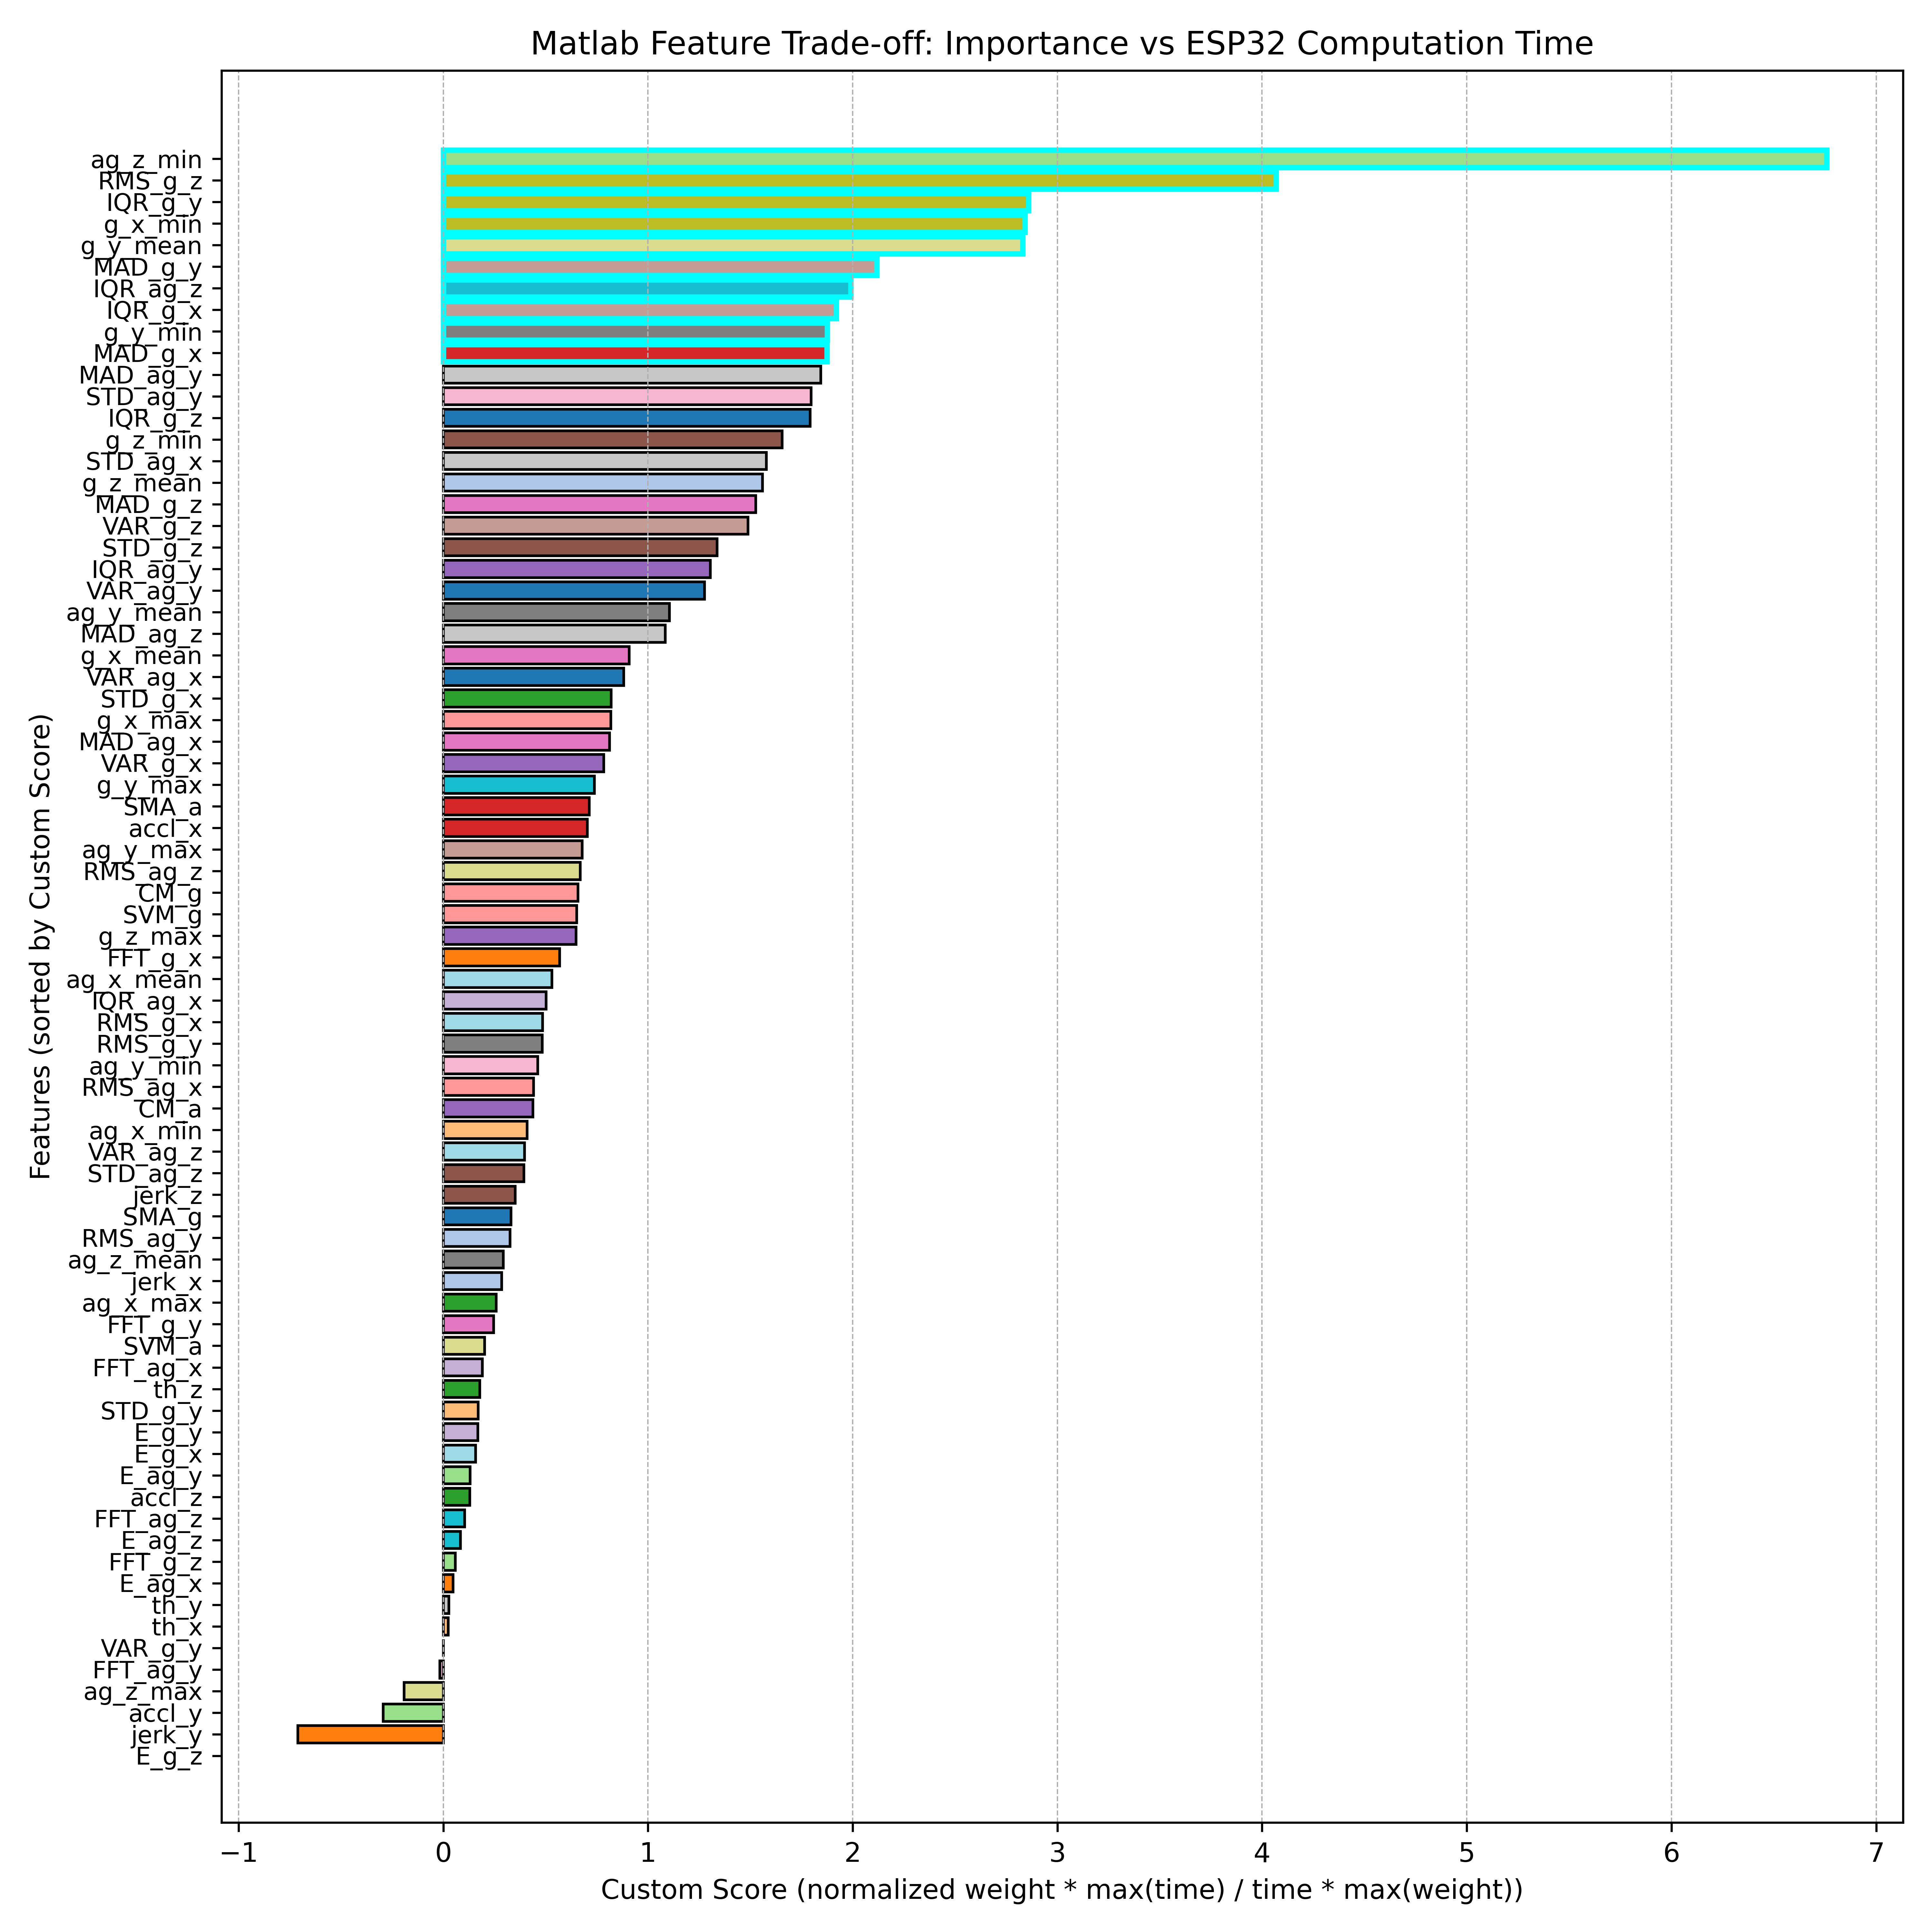 Matlab Feature Trade-off: Importance vs ESP32 Computation Time
ag_z_min
RMS_g_z
IQR_g_y
g_x_min
g_y_mean
MAD_g_y
IQR_ag_z
IQR_g_x
g_y_min
MAD_g_x
MAD_ag_y
STD_ag_y
IQR_g_z
g_z_min
STD_ag_x
g_z_mean
MAD_g_z
VAR_g_z
STD_g_z
IQR_ag_y
VAR_ag_y
ag_y_mean
MAD_ag_z
g_x_mean
VAR_ag_x
STD_g_x
g_x_max
MAD_ag_x
VAR_g_x
g_y_max
SMA_a
accl_x
ag_y_max
RMS_ag_z
CM_g
SVM_g
g_z_max
FFT_g_x
ag_x_mean
IQR_ag_x
RMS_g_x
RMS_g_y
ag_y_min
RMS_ag_x
CM_a
ag_x_min
VAR_ag_z
STD_ag_z
jerk_z
SMA_g
RMS_ag_y
ag_z_mean
jerk_x
ag_x_max
FFT_g_y
SVM_a
FFT_ag_x
th_z
STD_g_y
E_g_y
E_g_x
E_ag_y
accl_z
FFT_ag_z
E_ag_z
FFT_g_z
E_ag_x
th_y
th_x
VAR_g_y
FFT_ag_y
ag_z_max
accl_y
jerk_y
E_g_z
Features (sorted by Custom Score)
−1 0 1 2 3 4 5 6 7
Custom Score (normalized weight * max(time) / time * max(weight))